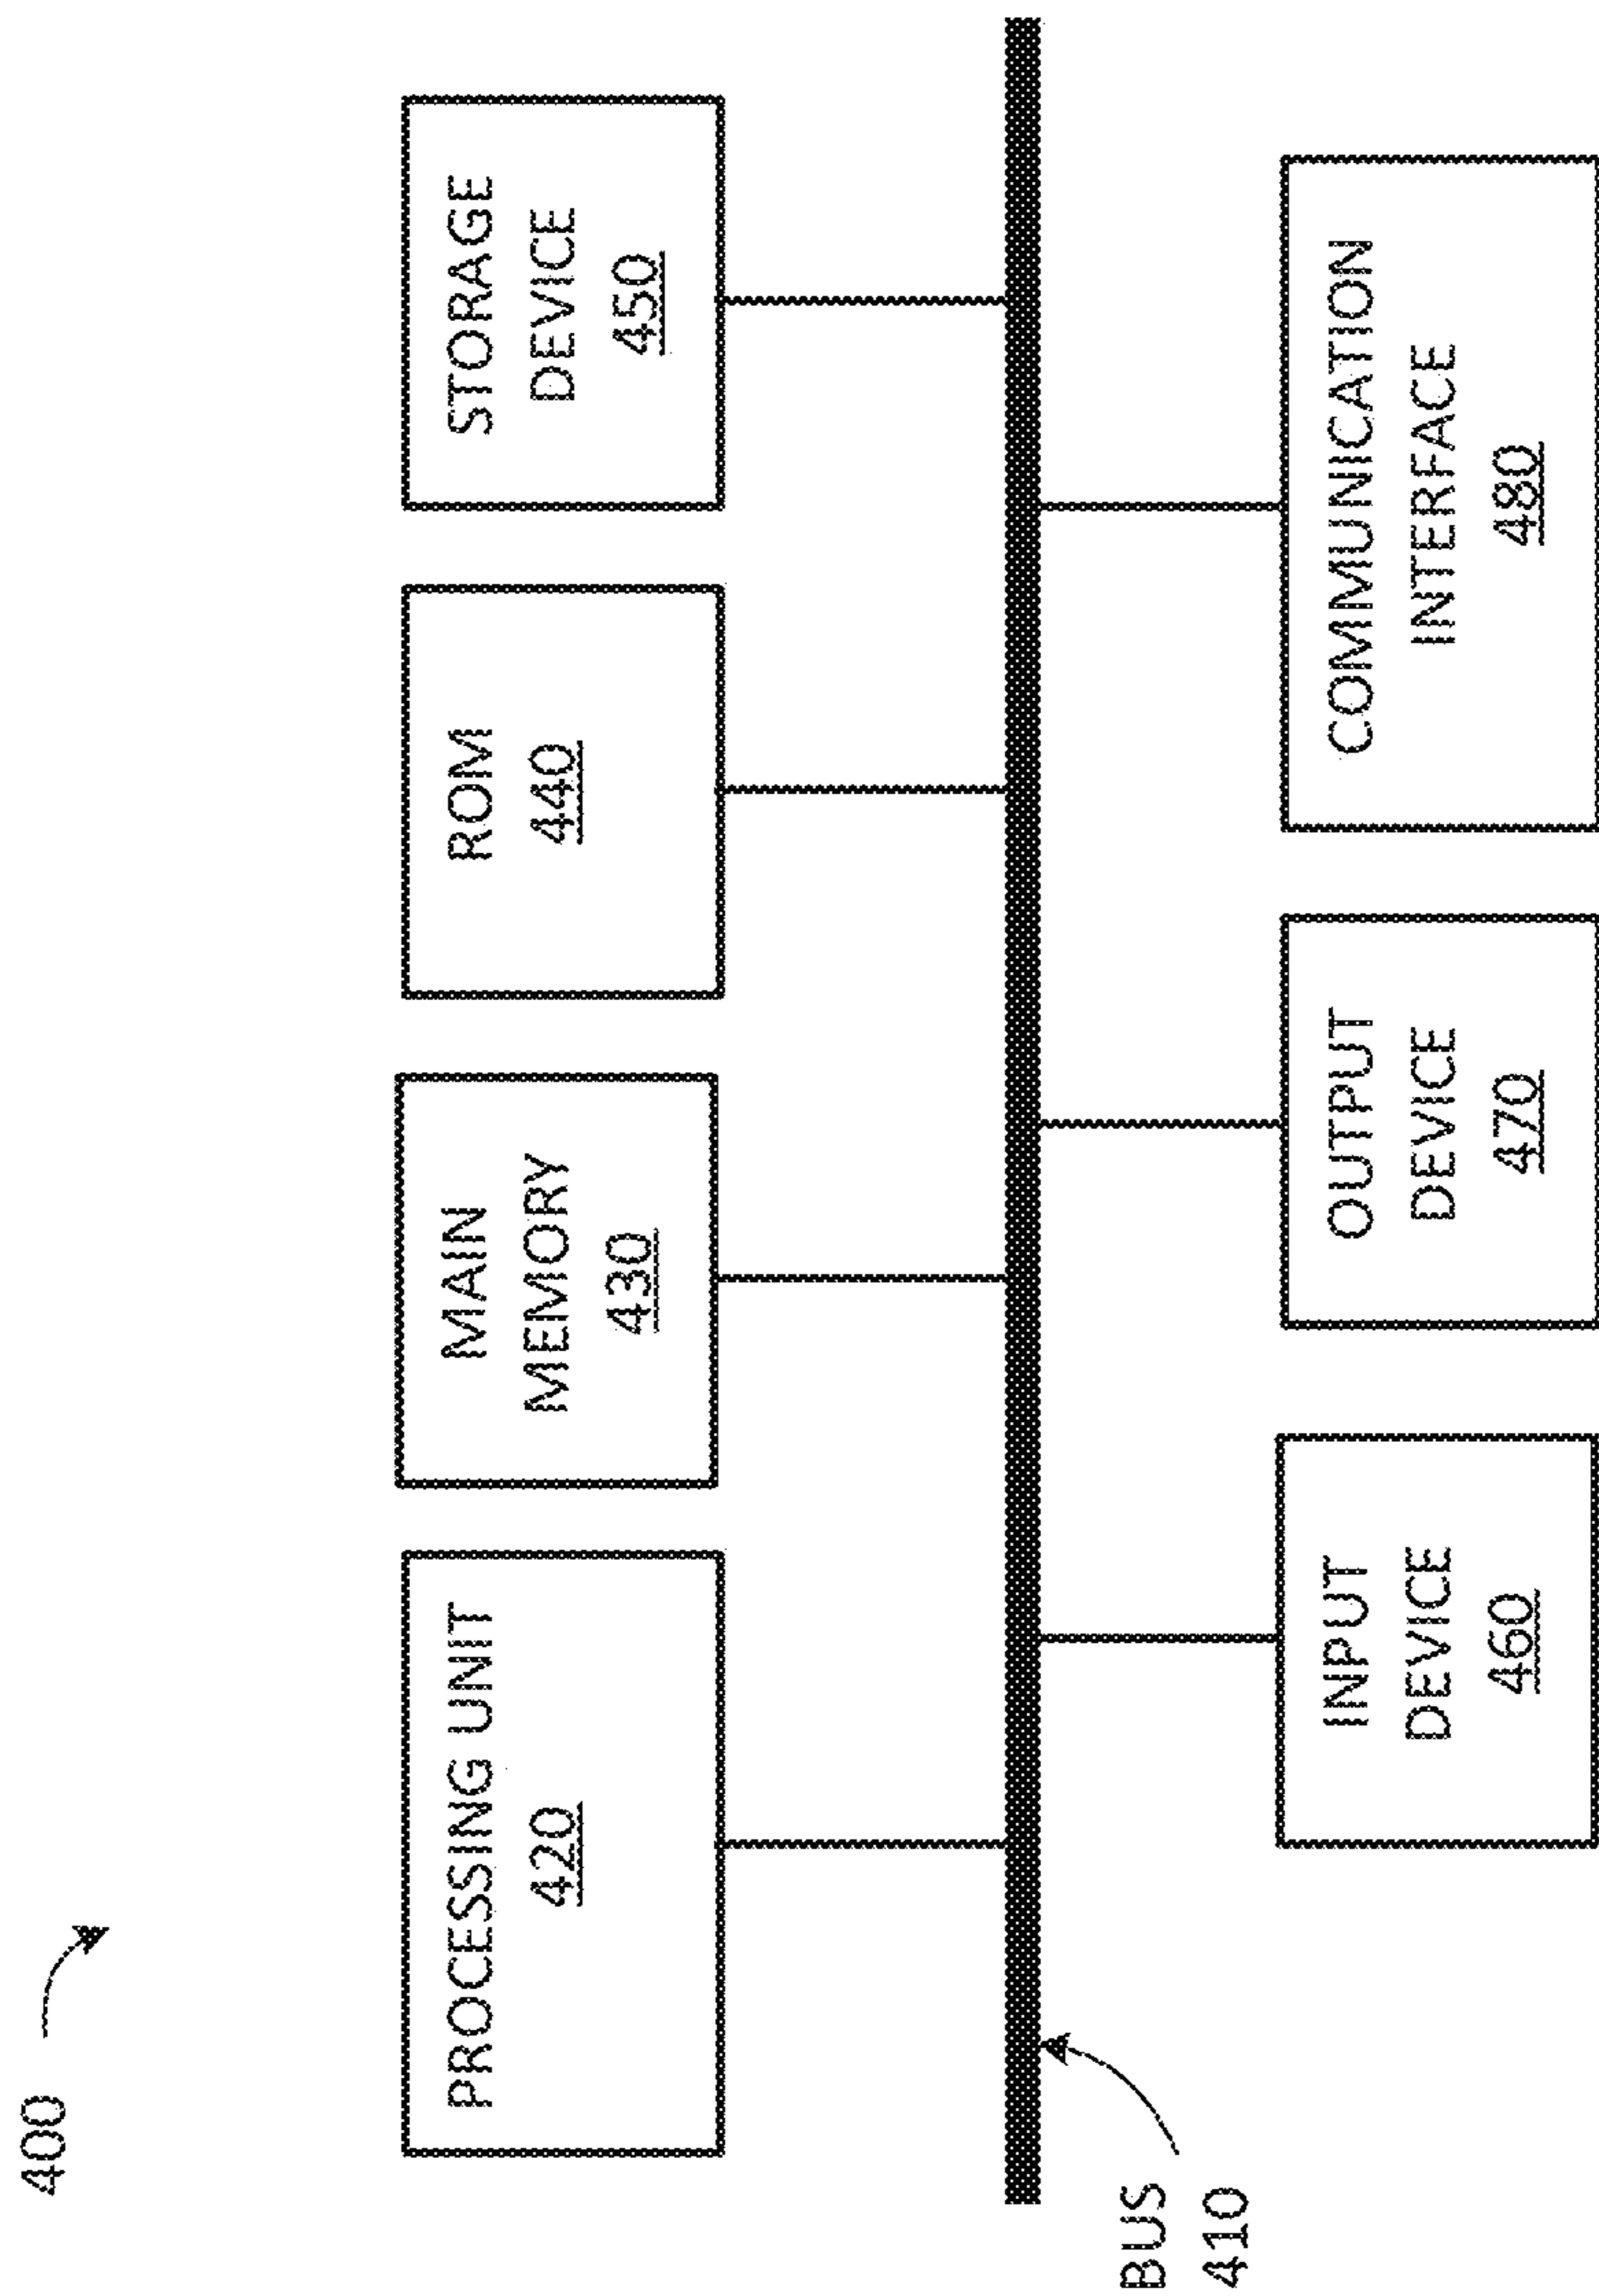 400
PROCESSING UNIT
420
MAIN
MEMORY
430
ROM
440
STORAGE
DEVICE
450
BUS
410
INPUT
DEVICE
460
OUTPUT
DEVICE
470
COMMUNICATION
INTERFACE
480